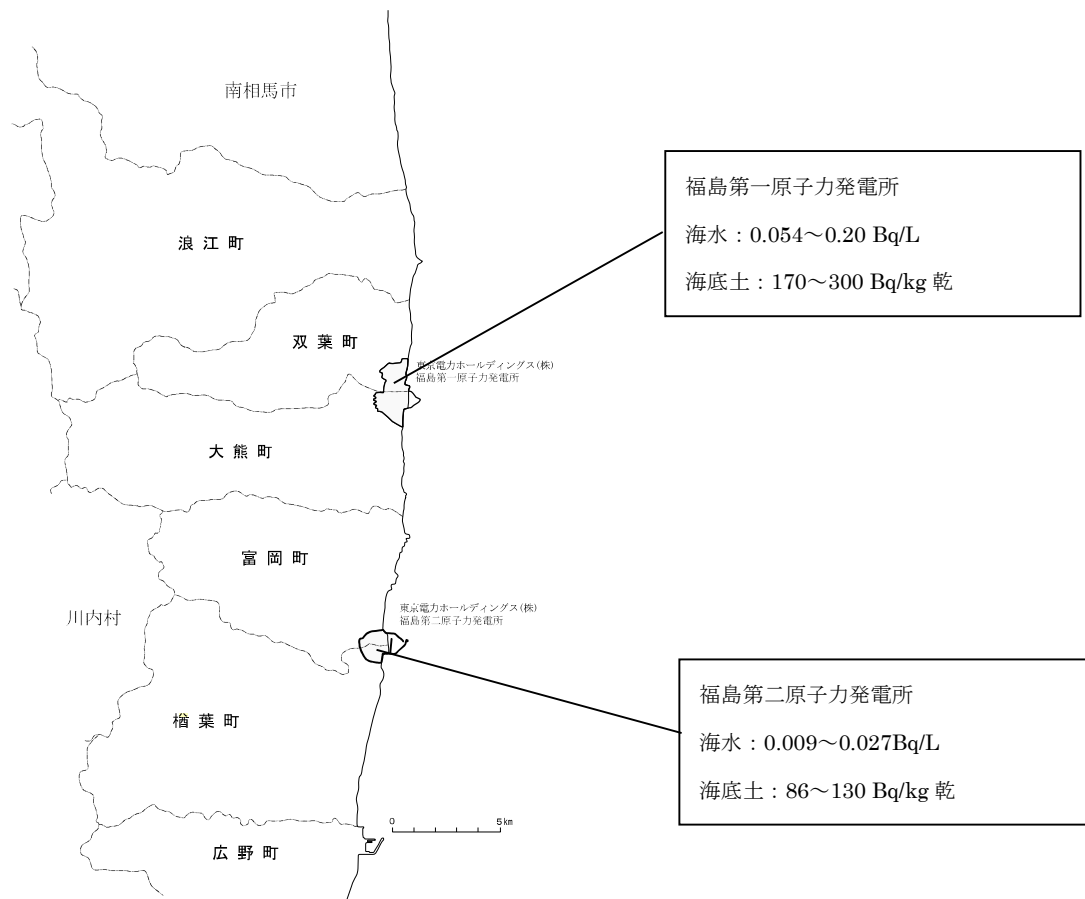 南相馬市
福島第一原子力発電所
海水：0.054～0.20 Bq/L
海底土：170～300 Bq/kg 乾
浪江町
双葉町
東京電力ホールディングス(株)
福島第一原子力発電所
大熊町
富岡町
東京電力ホールディングス(株)
福島第二原子力発電所
川内村
福島第二原子力発電所
海水：0.009～0.027Bq/L
海底土：86～130 Bq/kg 乾
楢葉町
0 5km
広野町